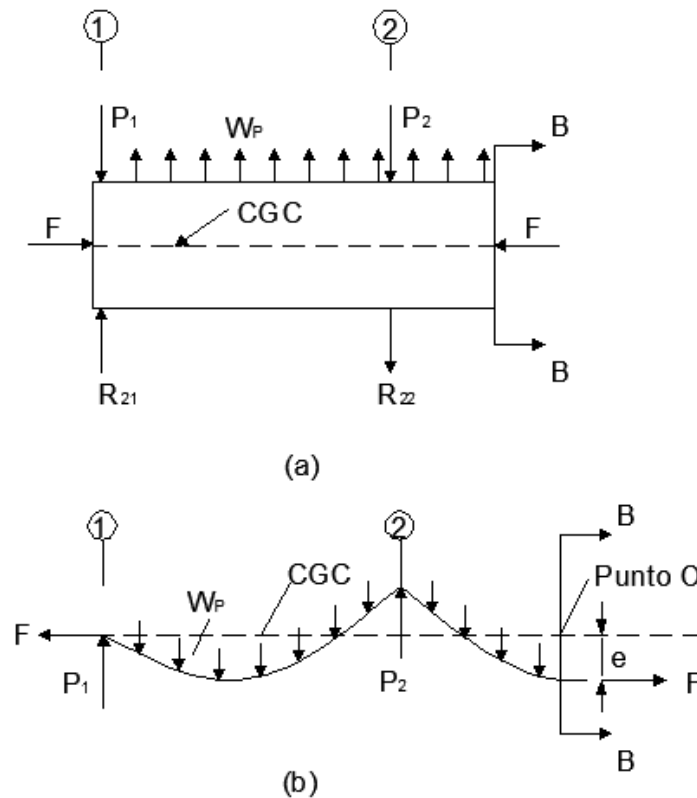 1 2
P1 WP P2 B
CGC
F F
R21 R22 B
(a)
1 2 B
CGC Punto O
WP
F
P1 P2 e F
B
(b)